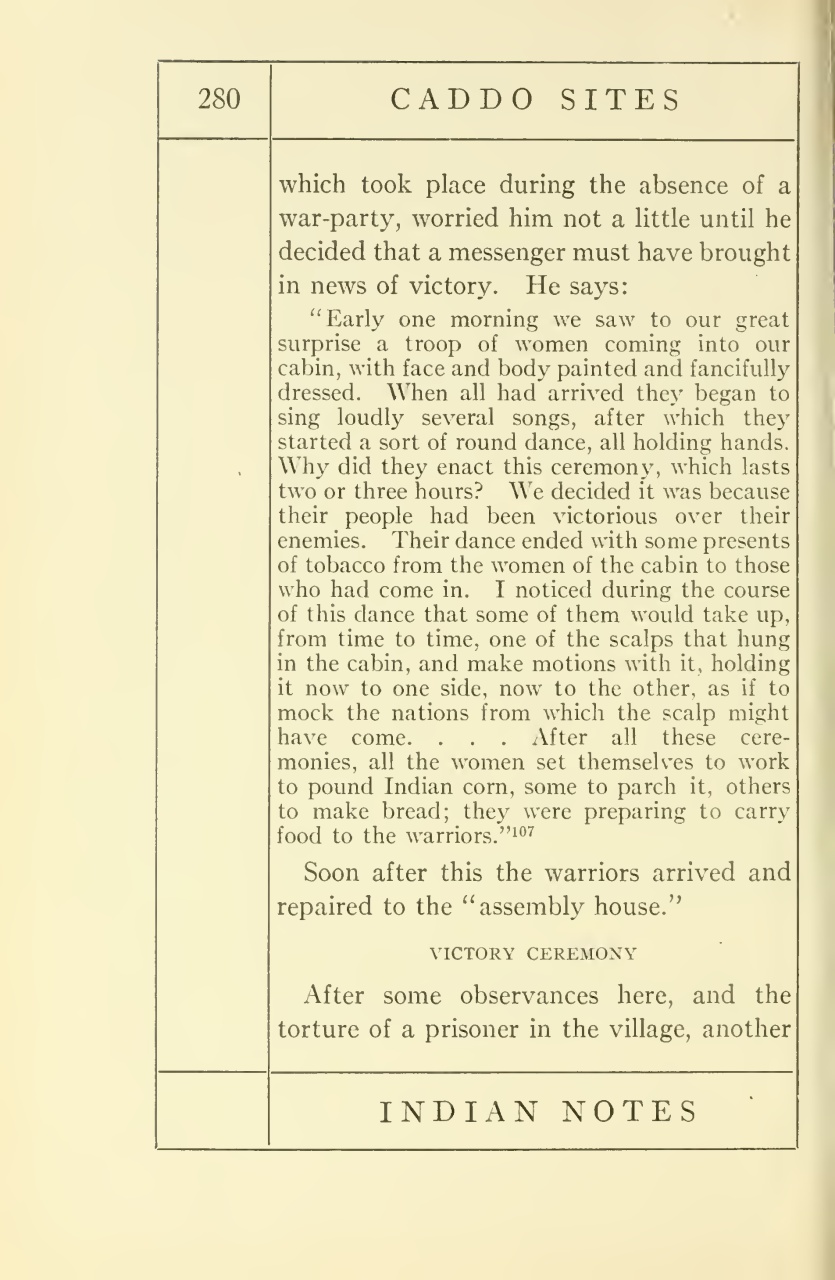 280
CADDO SITES
which took place during the absence of a
war-party, worried him not a little until he
decided that a messenger must have brought
in news of victory. He says:
"Early one morning we saw to our great
surprise a troop of women coming into our
cabin, with face and body painted and fancifully
dressed. When all had arrived they began to
sing loudly several songs, after which they
started a sort of round dance, all holding hands.
Why did they enact this ceremony, which lasts
two or three hours? We decided it was because
their people had been victorious over their
enemies. Their dance ended with some presents
of tobacco from the women of the cabin to those
who had come in. I noticed during the course
of this dance that some of them would take up,
from time to time, one of the scalps that hung
in the cabin, and make motions with it, holding
it now to one side, now to the other, as if to
mock the nations from which the scalp might
have come. . . . After all these cere-
monies, all the women set themselves to work
to pound Indian corn, some to parch it, others
to make bread; they were preparing to carry
food to the warriors."¹⁰⁷
Soon after this the warriors arrived and
repaired to the "assembly house."
VICTORY CEREMONY
After some observances here, and the
torture of a prisoner in the village, another
INDIAN NOTES